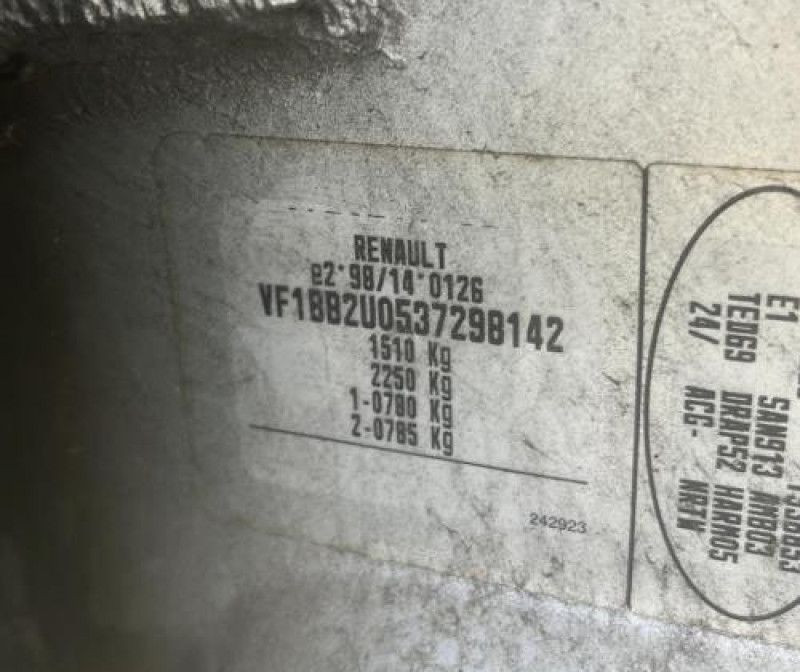 RENAULT
e2*98/14*0126
VF1BB2U0537298142
1510 Kg
2250 Kg
1-0780 Kg
2-0785 Kg
242923
E1 SAN913 AMB03
TED69 DRAP52 HARM05
24/ ACC- NRTW